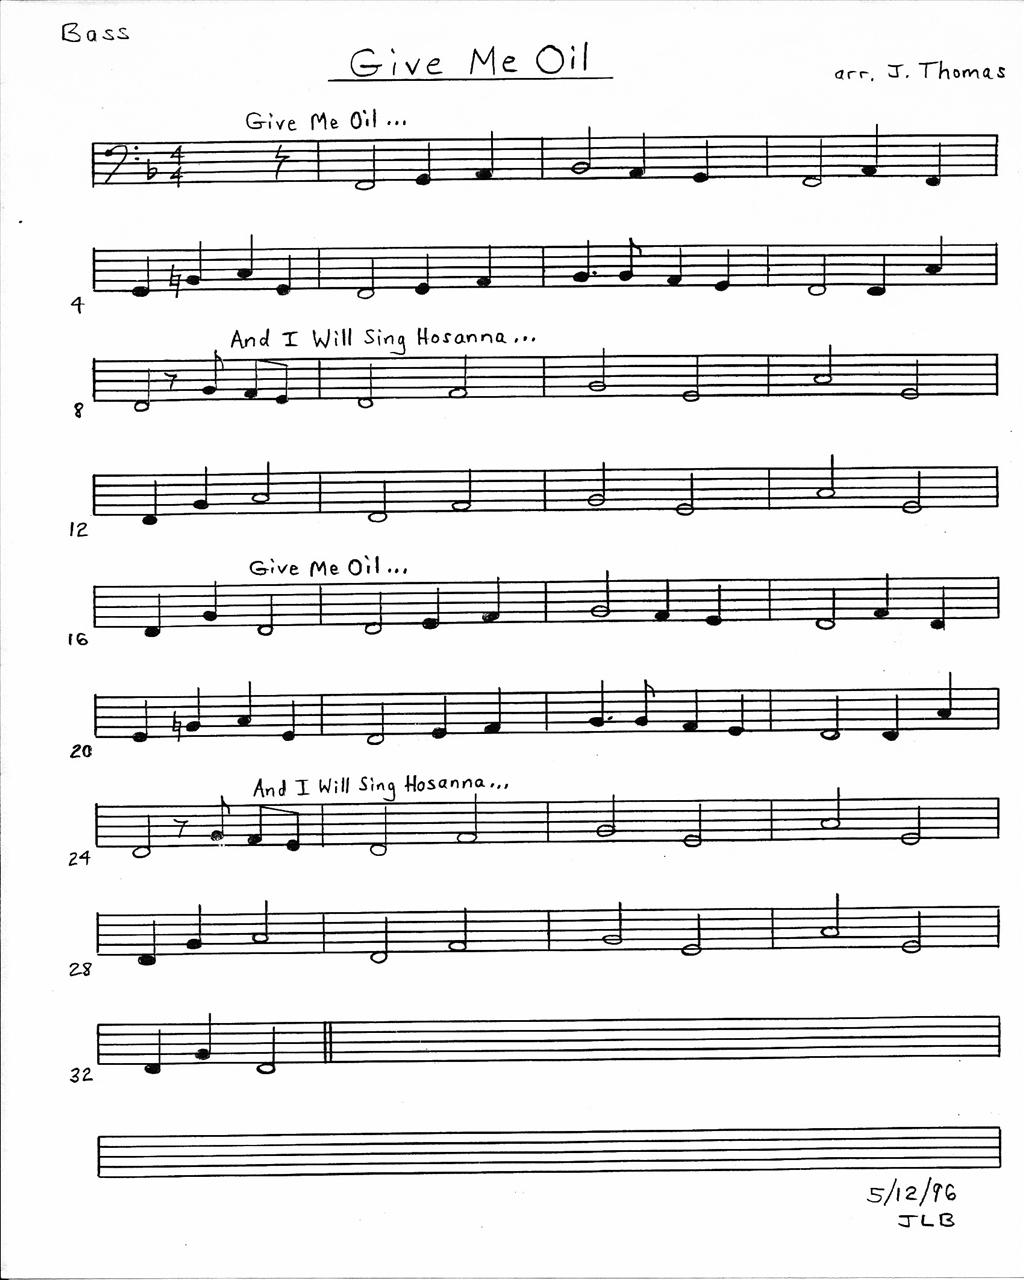 Bass
Give Me Oil
arr. J. Thomas
Give Me Oil...
4
4
4
And I Will Sing Hosanna...
8
12
Give Me Oil...
16
20
And I Will Sing Hosanna...
24
28
32
5/12/96
JLB